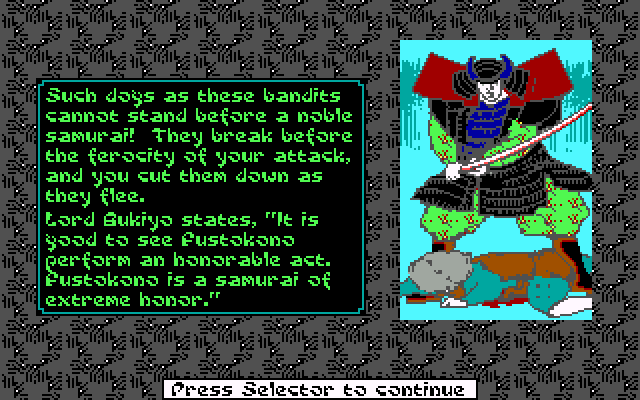 Such dogs as these bandits
cannot stand before a noble
samurai! They break before
the ferocity of your attack,
and you cut them down as
they flee.
Lord Bukiyo states, "It is
good to see Fustokono
perform an honorable act.
Fustokono is a samurai of
extreme honor."
Press Selector to continue